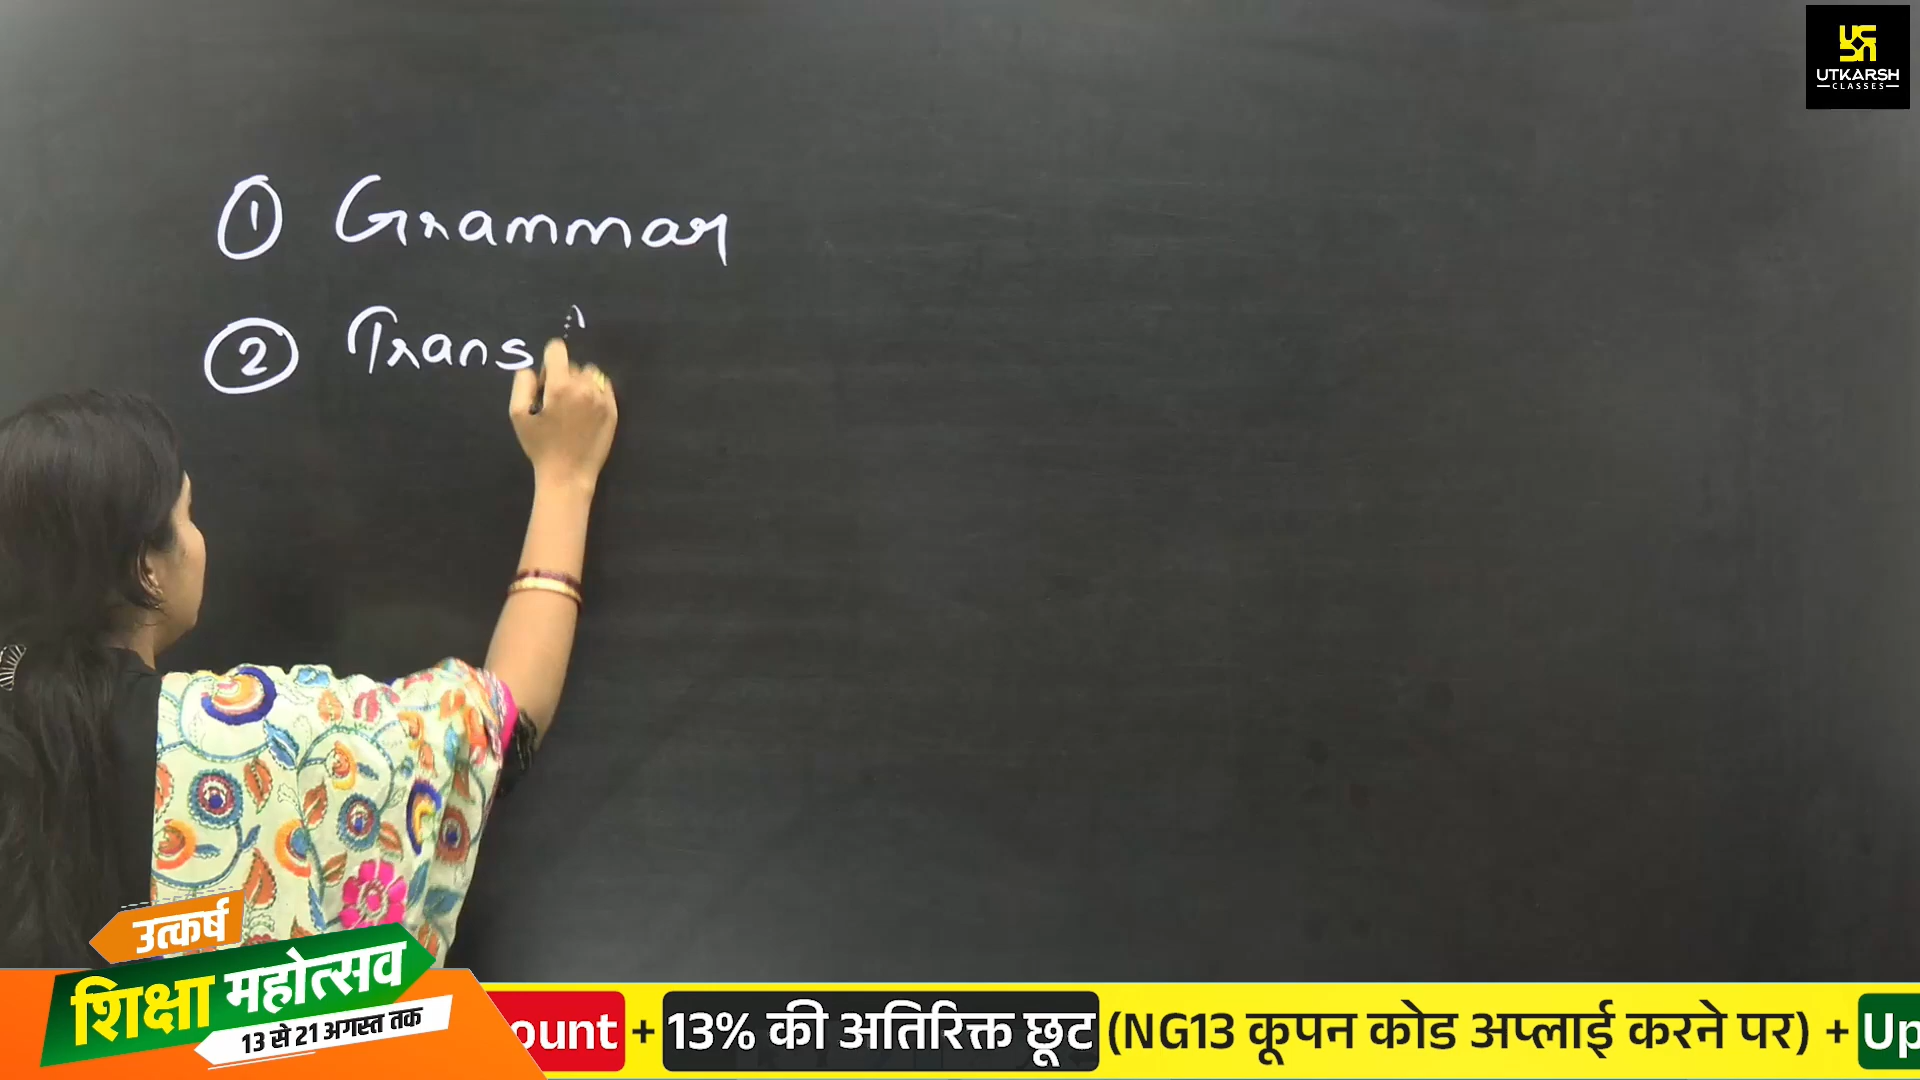 UTKARSH
CLASSES
① Grammar
② Trans
उत्कर्ष
शिक्षा महोत्सव
13 से 21 अगस्त तक
ount + 13% की अतिरिक्त छूट (NG13 कूपन कोड अप्लाई करने पर) + Up